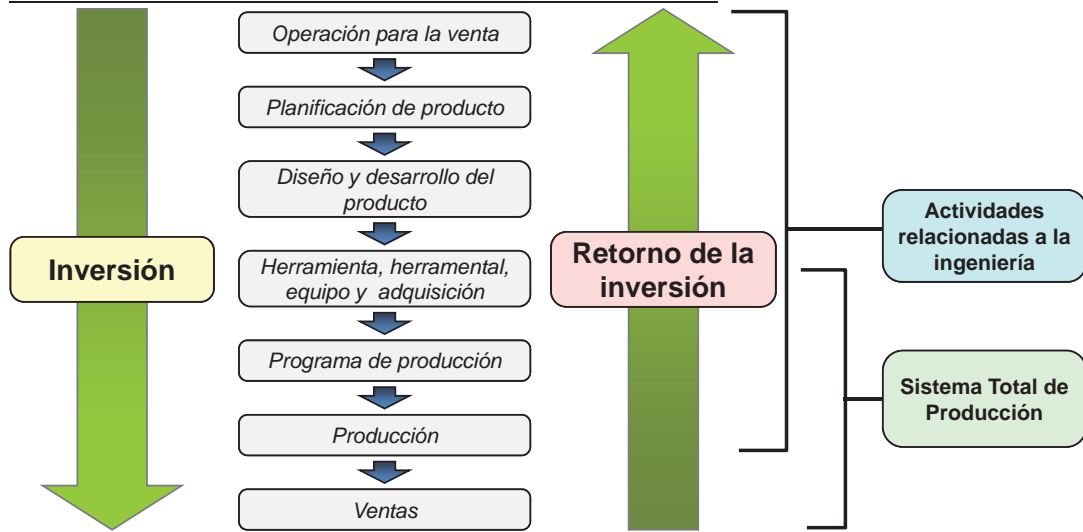 Operación para la venta
Planificación de producto
Diseño y desarrollo del
producto
Inversión
Herramienta, herramental,
equipo y adquisición
Retorno de la
inversión
Actividades
relacionadas a la
ingeniería
Programa de producción
Sistema Total de
Producción
Producción
Ventas